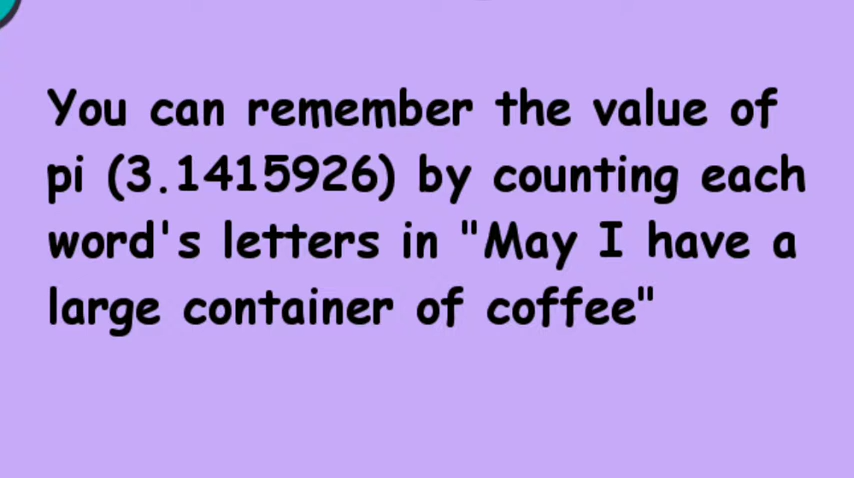 You can remember the value of
pi (3.1415926) by counting each
word's letters in "May I have a
large container of coffee"